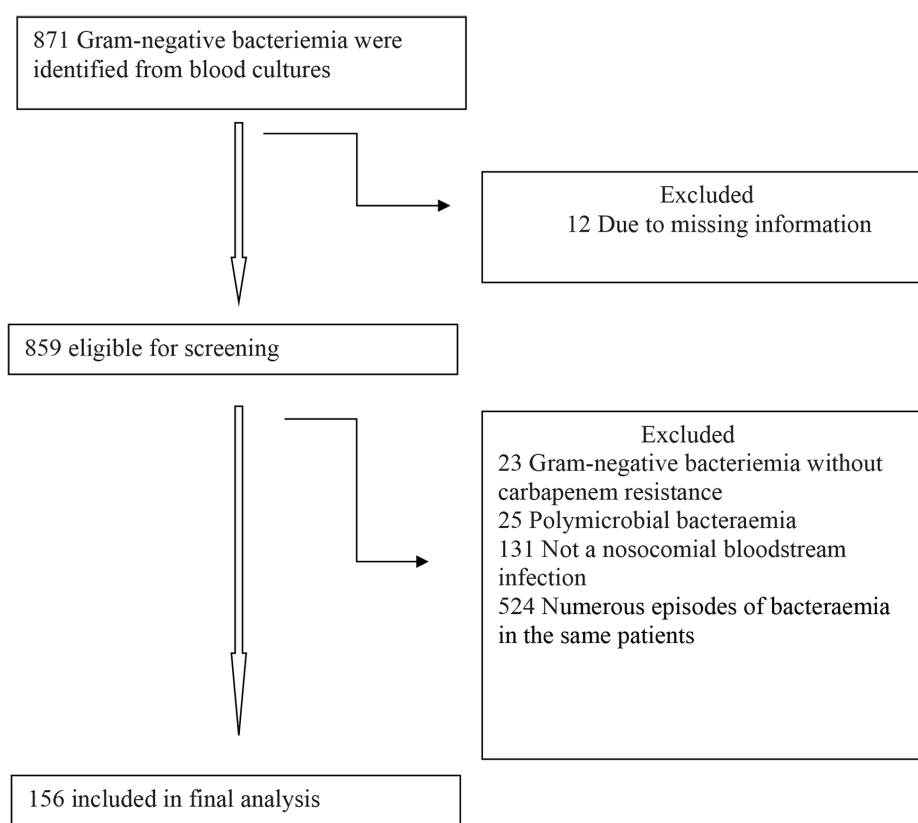 871 Gram-negative bacteriemia were
identified from blood cultures
Excluded
12 Due to missing information
859 eligible for screening
Excluded
23 Gram-negative bacteriemia without
carbapenem resistance
25 Polymicrobial bacteraemia
131 Not a nosocomial bloodstream
infection
524 Numerous episodes of bacteraemia
in the same patients
156 included in final analysis